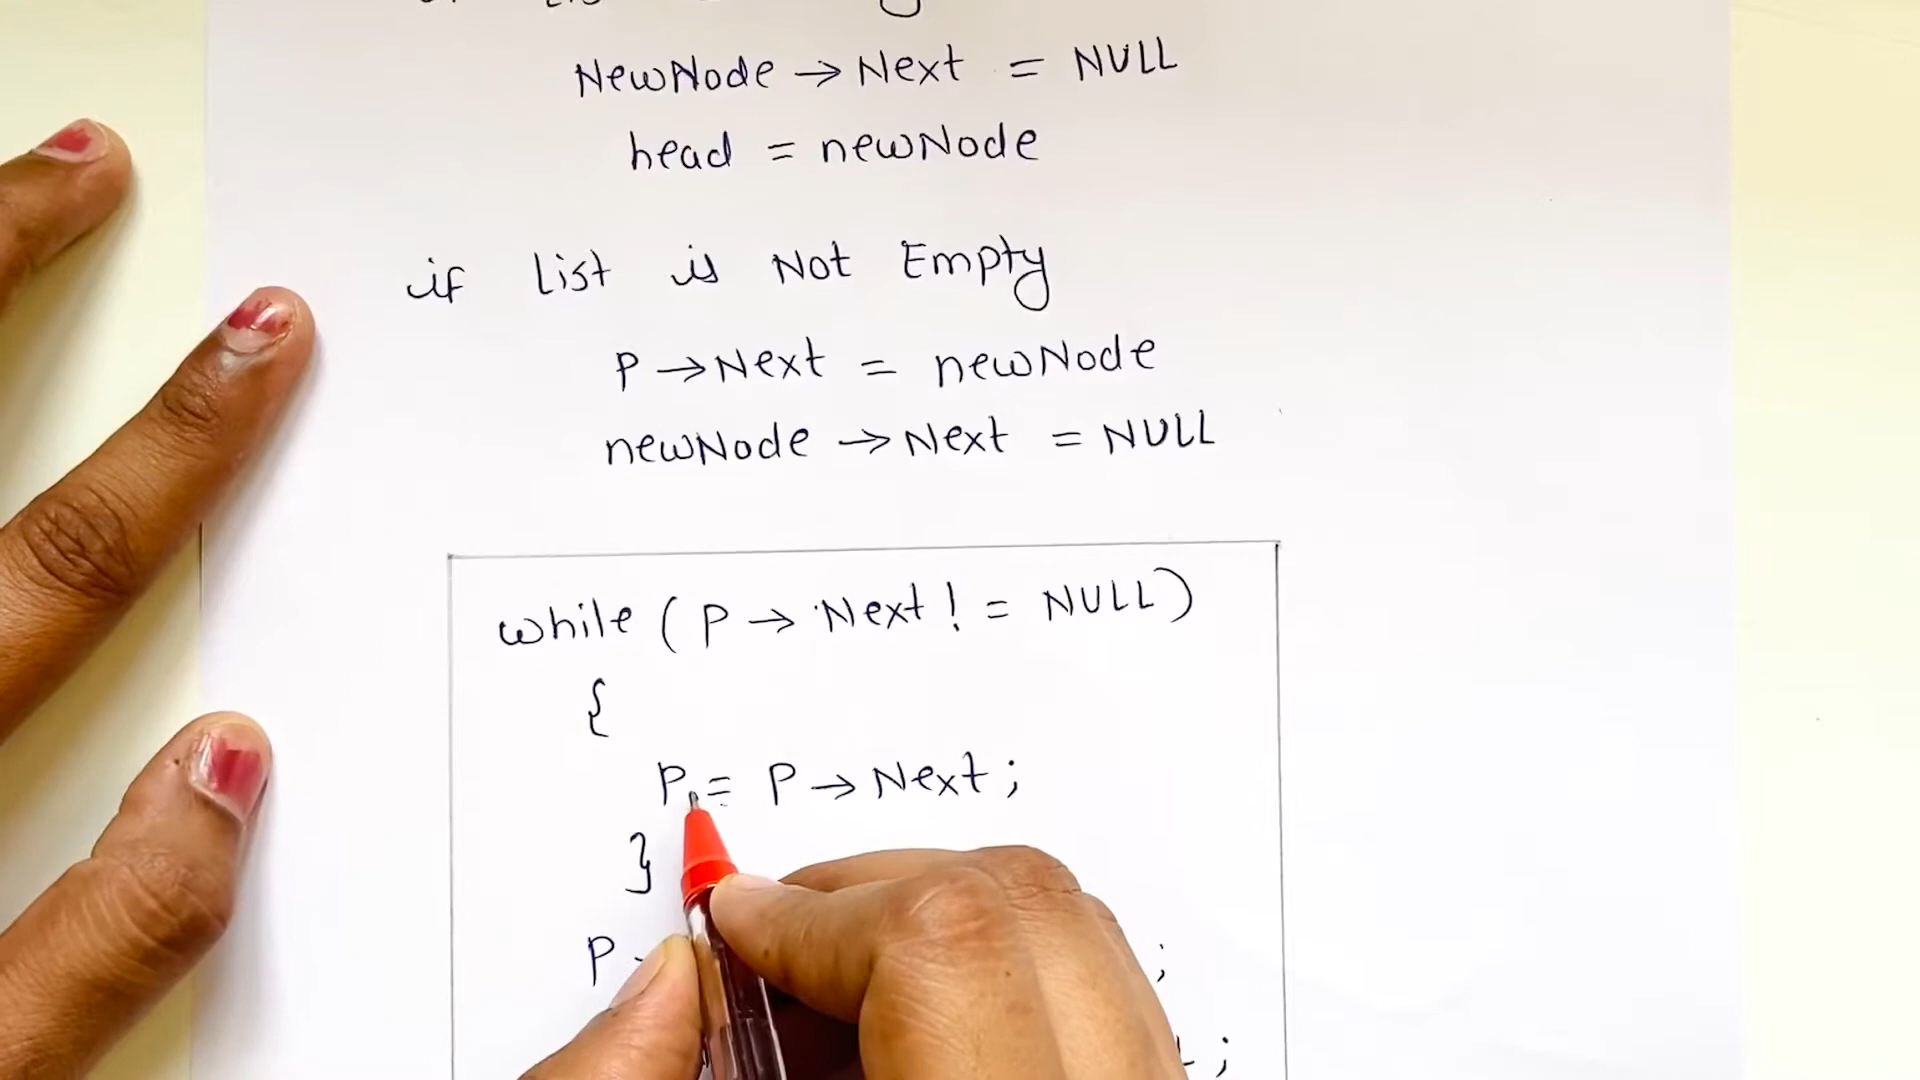 NewNode → Next = NULL
head = newNode
if List is Not Empty
P → Next = newNode
newNode → Next = NULL
while ( P → Next ! = NULL )
{
P = P → Next ;
}
P ;
;